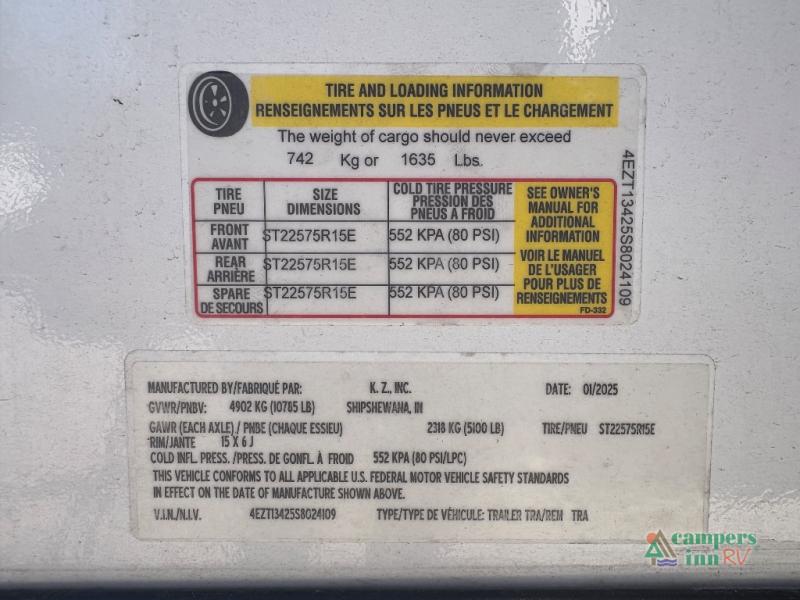 TIRE AND LOADING INFORMATION
RENSEIGNEMENTS SUR LES PNEUS ET LE CHARGEMENT
The weight of cargo should never exceed
742 Kg or 1635 Lbs.
TIRE PNEU
SIZE DIMENSIONS
COLD TIRE PRESSURE
PRESSION DES
PNEUS A FROID
FRONT AVANT
ST22575R15E
552 KPA (80 PSI)
REAR ARRIÈRE
ST22575R15E
552 KPA (80 PSI)
SPARE DE SECOURS
ST22575R15E
552 KPA (80 PSI)
SEE OWNER'S
MANUAL FOR
ADDITIONAL
INFORMATION
VOIR LE MANUEL
DE L'USAGER
POUR PLUS DE
RENSEIGNEMENTS
FD-332
4EZT13425S8024109
MANUFACTURED BY/FABRIQUÉ PAR: K. Z., INC. DATE: 01/2025
GVWR/PNBV: 4902 KG (10785 LB) SHIPSHEWANA, IN
GAWR (EACH AXLE) / PNBE (CHAQUE ESSIEU) 2318 KG (5100 LB) TIRE/PNEU ST22575R15E
RIM/JANTE 15 X 6 J
COLD INFL. PRESS. /PRESS. DE GONFL. À FROID 552 KPA (80 PSI/LPC)
THIS VEHICLE CONFORMS TO ALL APPLICABLE U.S. FEDERAL MOTOR VEHICLE SAFETY STANDARDS
IN EFFECT ON THE DATE OF MANUFACTURE SHOWN ABOVE.
V.I.N./N.I.V. 4EZT13425S8024109 TYPE/TYPE DE VÉHICULE: TRAILER TRA/REM TRA
campers
inn RV